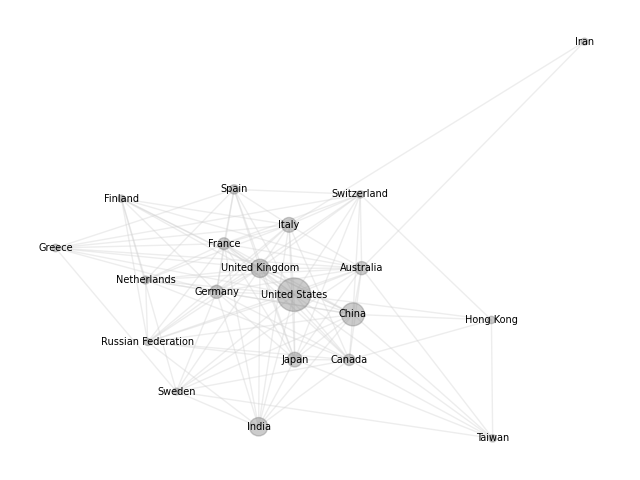 Iran
Spain
Switzerland
Finland
Italy
France
Greece
United Kingdom
Australia
Netherlands
Germany
United States
China
Hong Kong
Russian Federation
Japan
Canada
Sweden
India
Taiwan